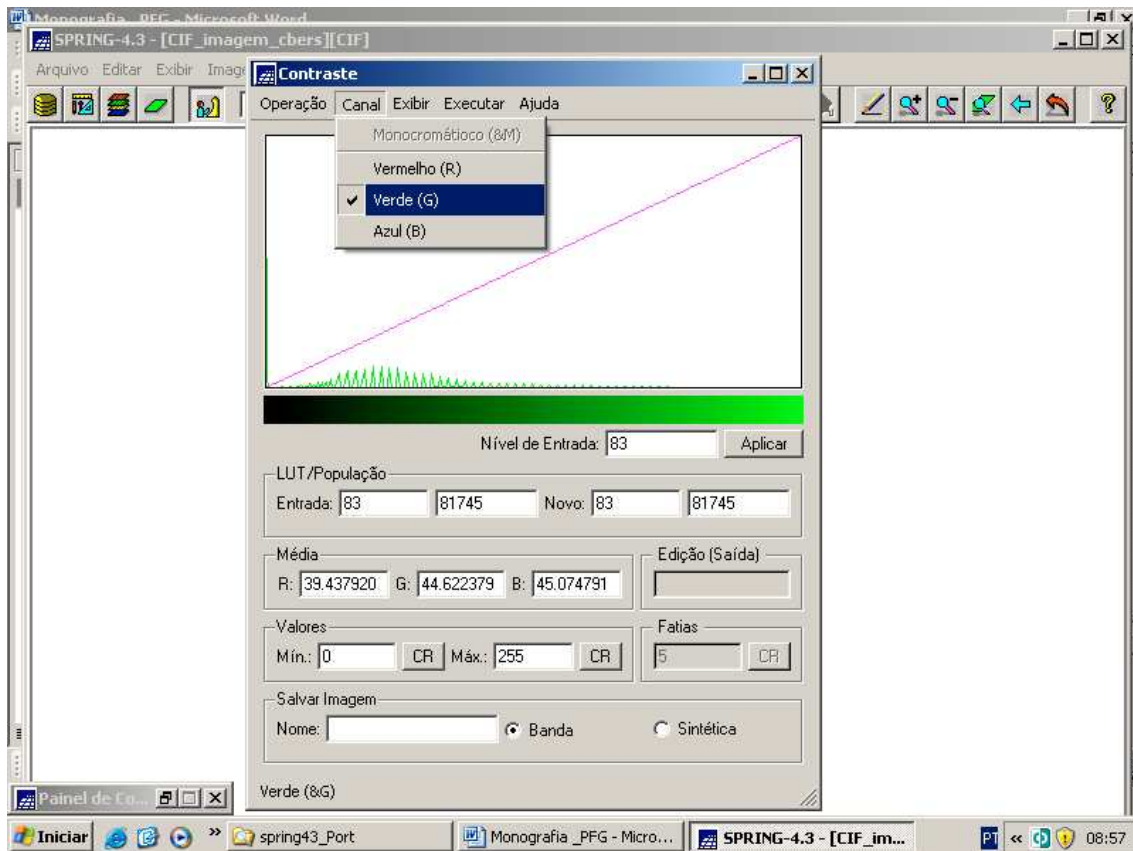 Monografia _PFG - Microsoft Word
SPRING-4.3 - [CIF_imagem_cbers][CIF]
Arquivo Editar Exibir
Contraste
Operação Canal Exibir Executar Ajuda
Monocromátioco (&M)
Vermelho (R)
Verde (G)
Azul (B)
Nível de Entrada: 83 Aplicar
LUT/População
Entrada: 83 81745 Novo: 83 81745
Média Edição (Saída)
R: 39.437920 G: 44.622379 B: 45.074791
Valores Fatias
Mín.: 0 CR Máx.: 255 CR 5 CR
Salvar Imagem
Nome: Banda Sintética
Verde (&G)
Painel de Co...
Iniciar spring43_Port Monografia _PFG - Micro... SPRING-4.3 - [CIF_im... PT 08:57